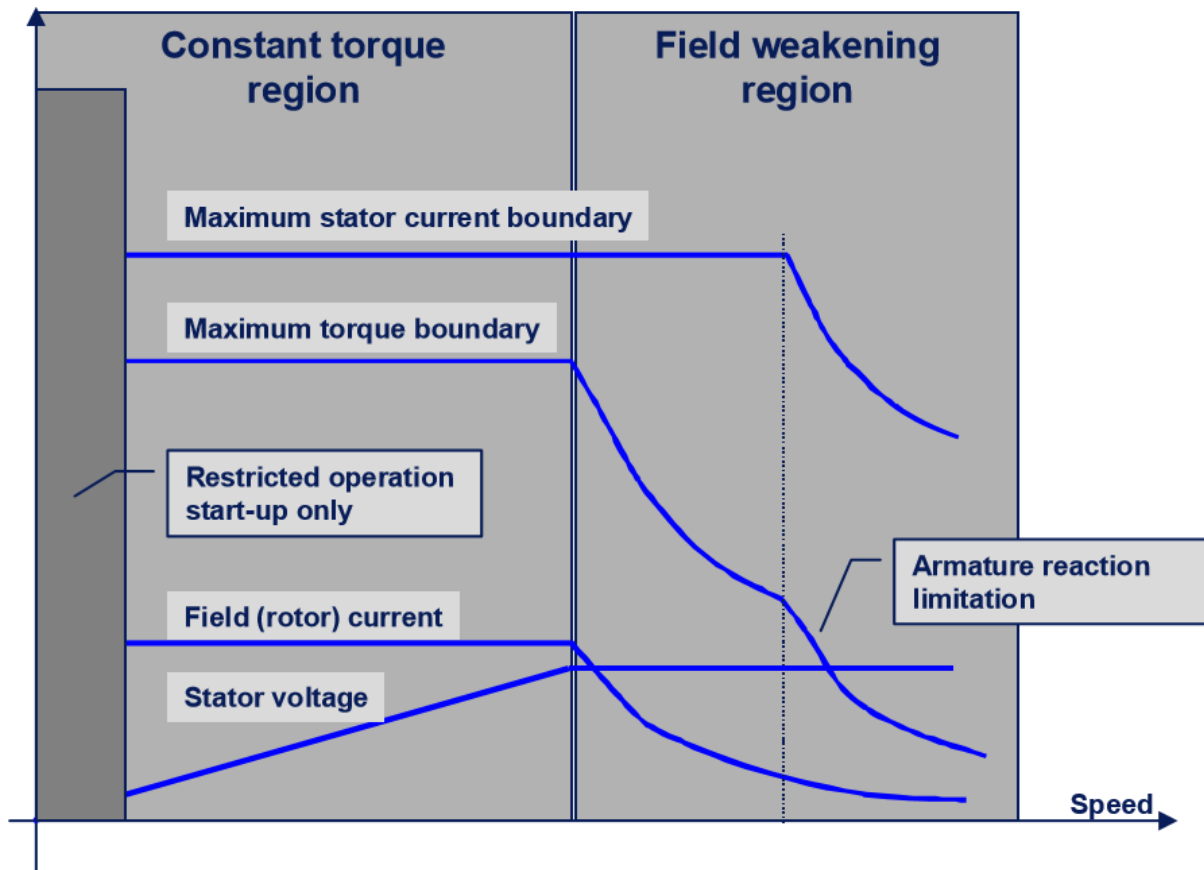 Constant torque
region
Field weakening
region
Maximum stator current boundary
Maximum torque boundary
Restricted operation
start-up only
Armature reaction
limitation
Field (rotor) current
Stator voltage
Speed